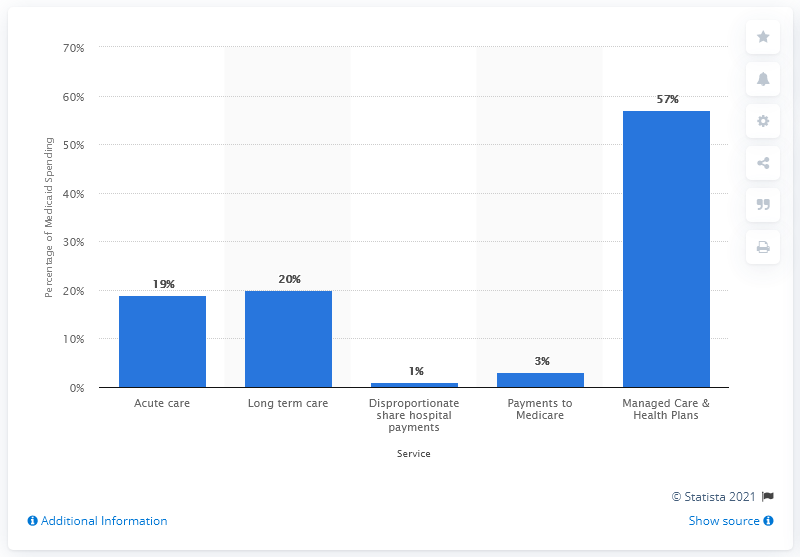 70%
60%
50%
40%
30%
20%
10%
0%
Percentage of Medicaid Spending
19%
20%
1%
3%
57%
Acute care
Long term care
Disproportionate
share hospital
payments
Payments to
Medicare
Managed Care &
Health Plans
Service
© Statista 2021
Additional Information
Show source